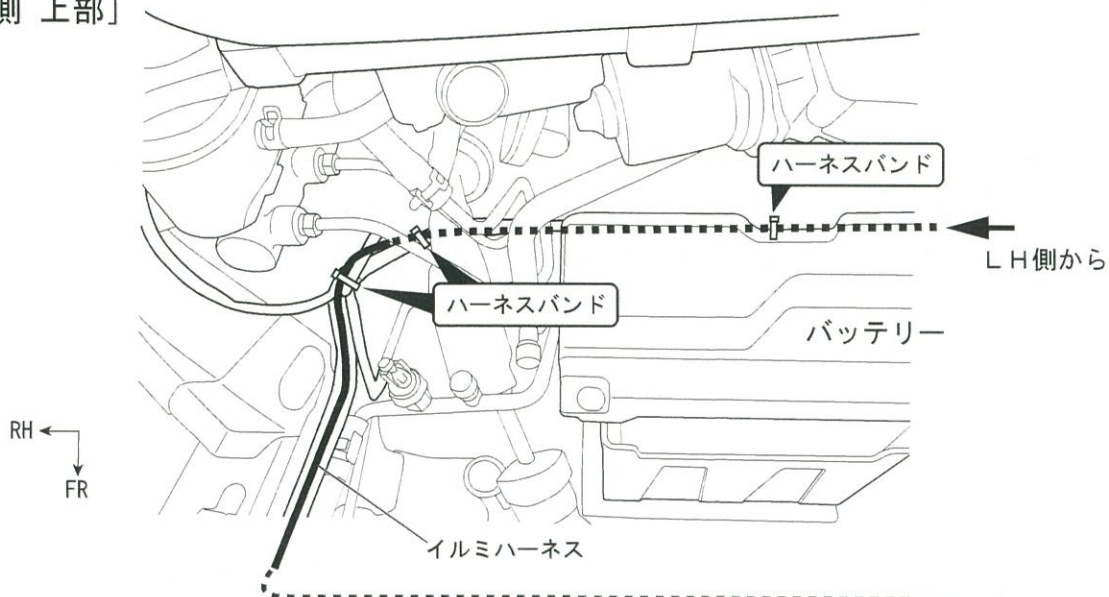 側 上部］
ハーネスバンド
LH側から
ハーネスバンド
バッテリー
RH
FR
イルミハーネス